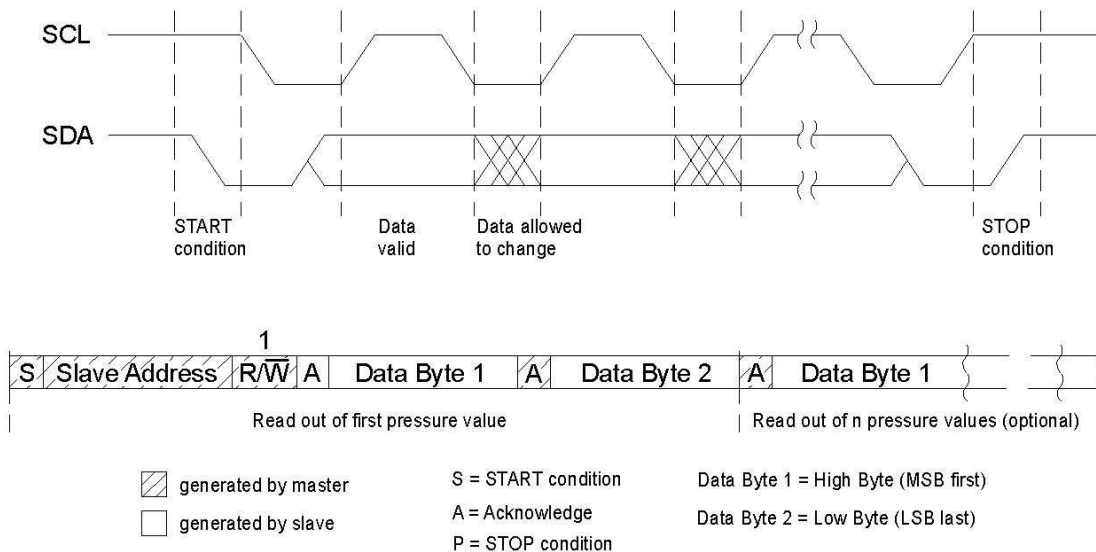 SCL
SDA
START condition
Data valid
Data allowed to change
STOP condition
1
S Slave Address R/W̅ A Data Byte 1 A Data Byte 2 A Data Byte 1
Read out of first pressure value
Read out of n pressure values (optional)
generated by master
generated by slave
S = START condition
A = Acknowledge
P = STOP condition
Data Byte 1 = High Byte (MSB first)
Data Byte 2 = Low Byte (LSB last)